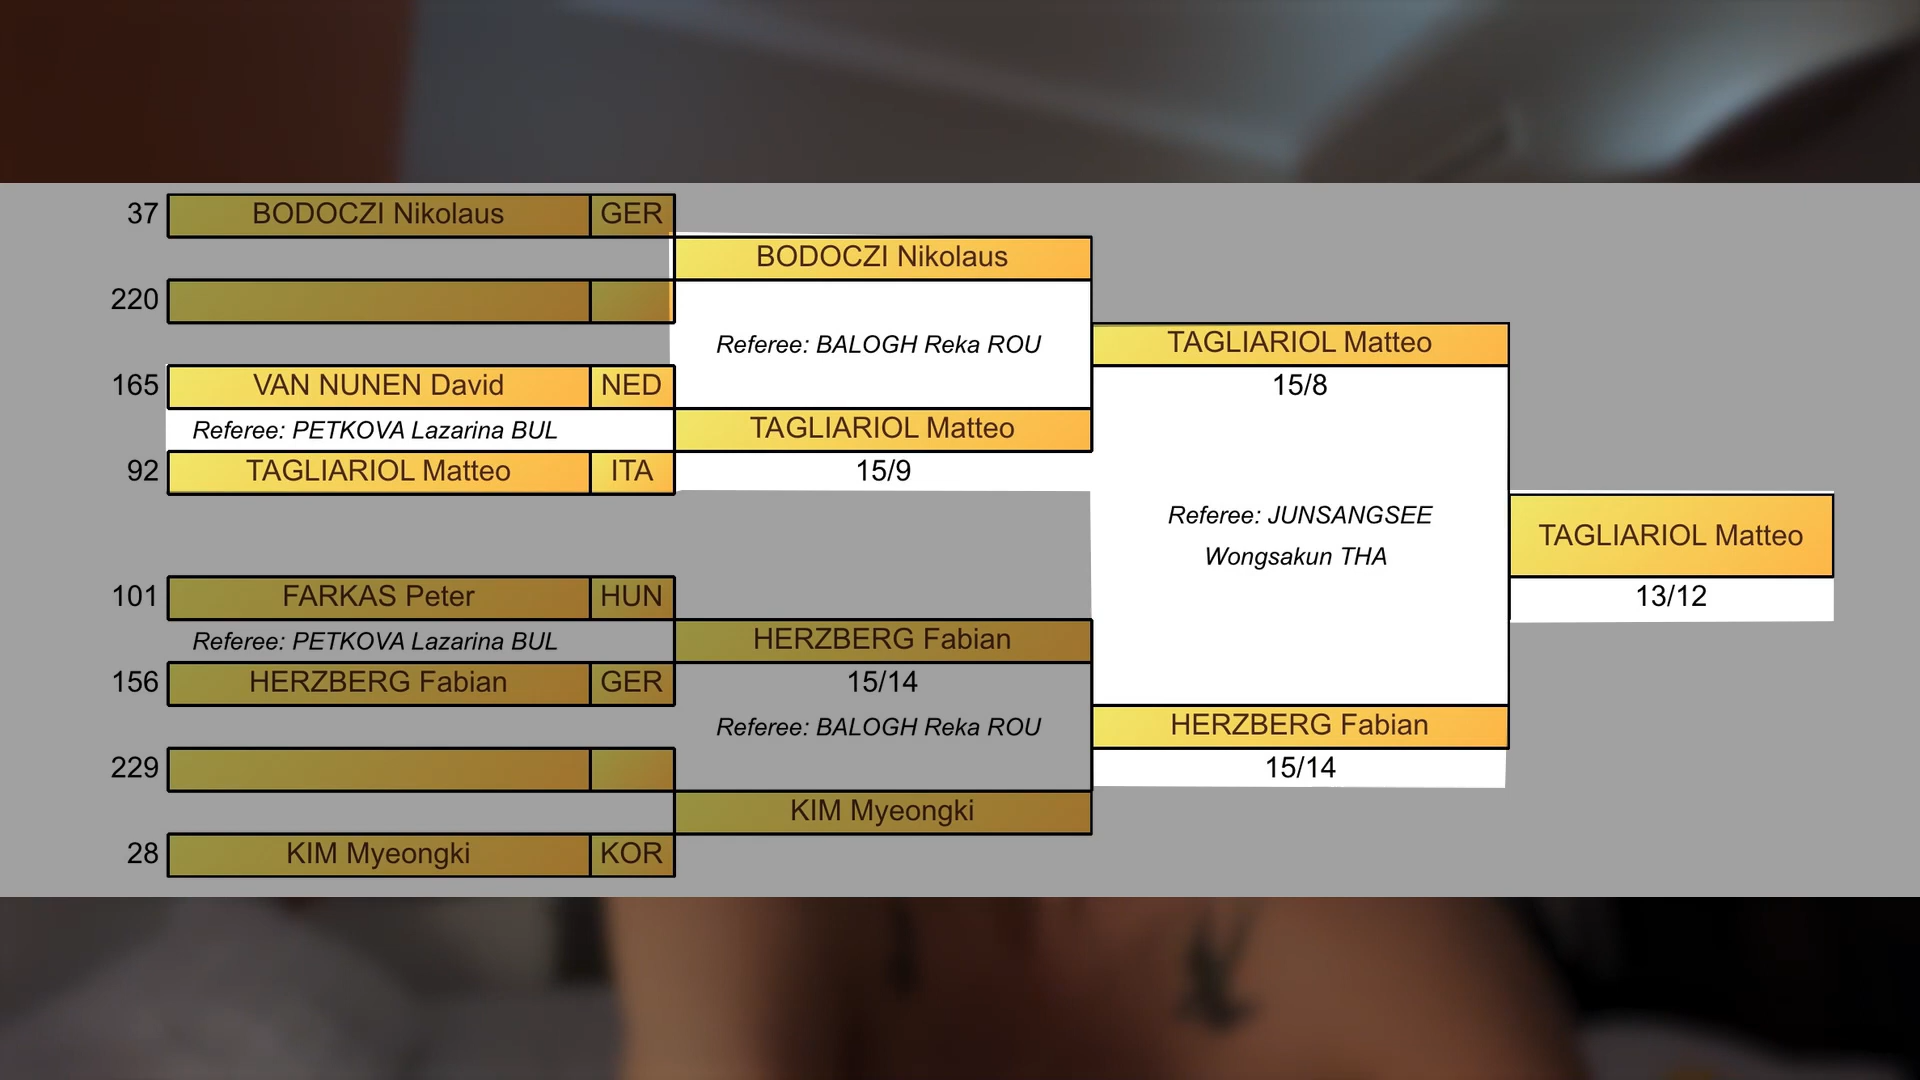 37 BODOCZI Nikolaus GER
BODOCZI Nikolaus
220
Referee: BALOGH Reka ROU
TAGLIARIOL Matteo
165 VAN NUNEN David NED
15/8
Referee: PETKOVA Lazarina BUL
TAGLIARIOL Matteo
92 TAGLIARIOL Matteo ITA
15/9
Referee: JUNSANGSEE
Wongsakun THA
TAGLIARIOL Matteo
13/12
101 FARKAS Peter HUN
Referee: PETKOVA Lazarina BUL
HERZBERG Fabian
156 HERZBERG Fabian GER
15/14
Referee: BALOGH Reka ROU
HERZBERG Fabian
229
15/14
KIM Myeongki
28 KIM Myeongki KOR